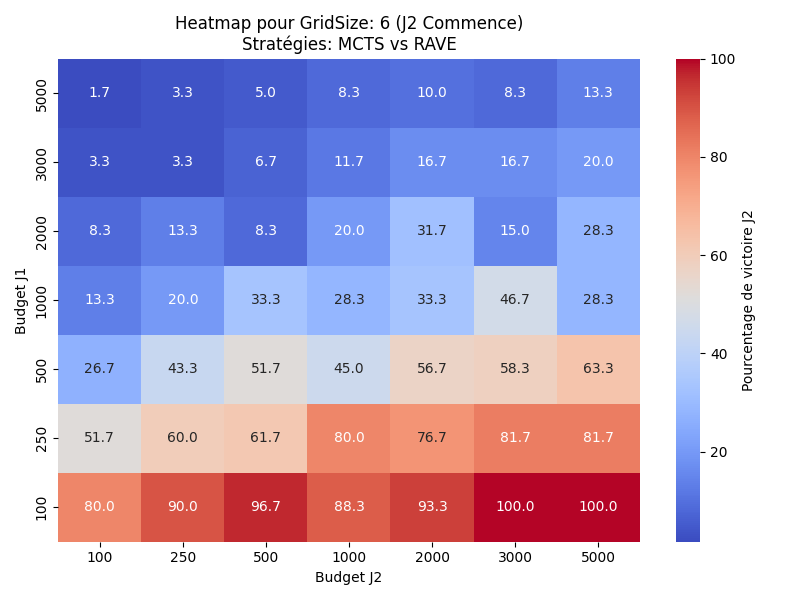 Heatmap pour GridSize: 6 (J2 Commence)
Stratégies: MCTS vs RAVE
Budget J1
5000 1.7 3.3 5.0 8.3 10.0 8.3 13.3
3000 3.3 3.3 6.7 11.7 16.7 16.7 20.0
2000 8.3 13.3 8.3 20.0 31.7 15.0 28.3
1000 13.3 20.0 33.3 28.3 33.3 46.7 28.3
500 26.7 43.3 51.7 45.0 56.7 58.3 63.3
250 51.7 60.0 61.7 80.0 76.7 81.7 81.7
100 80.0 90.0 96.7 88.3 93.3 100.0 100.0
100 250 500 1000 2000 3000 5000
Budget J2
100
80
60
40
20
Pourcentage de victoire J2